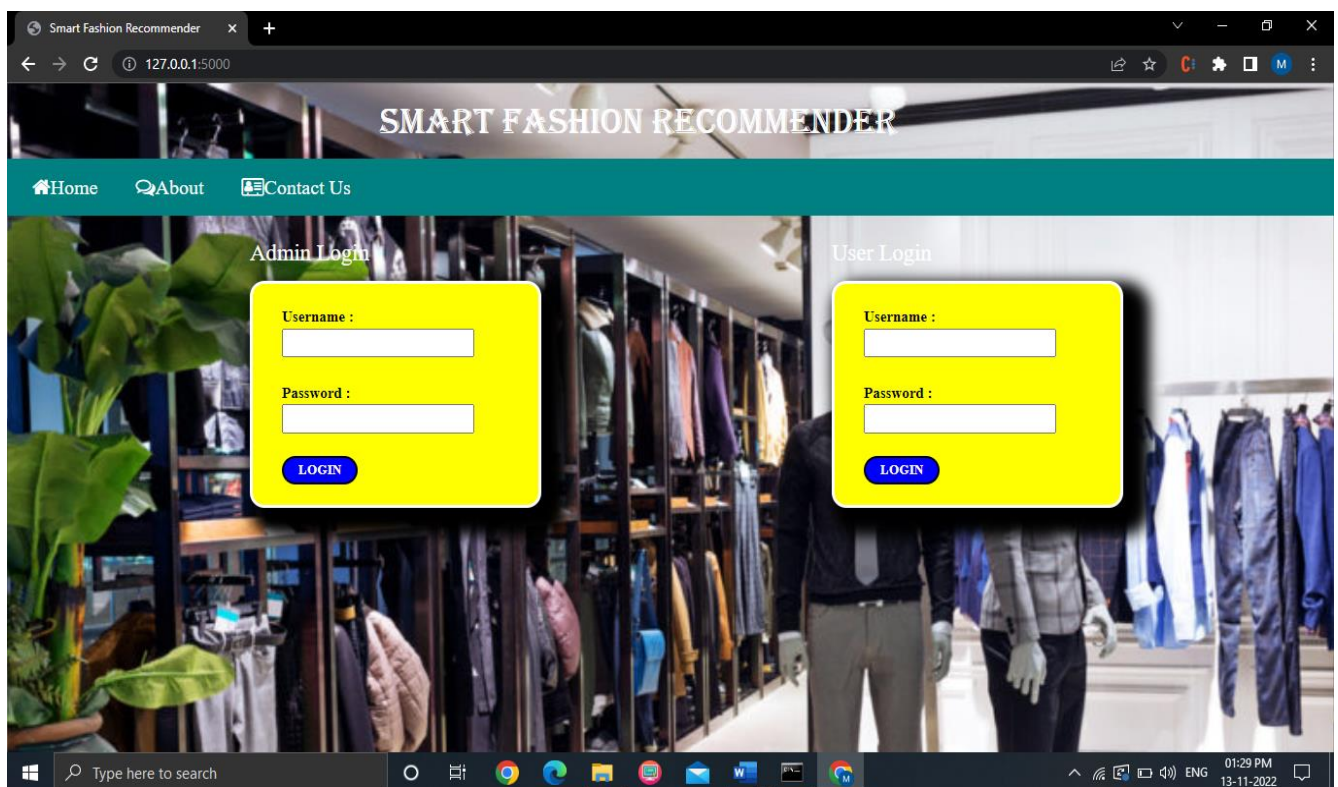 Smart Fashion Recommender
127.0.0.1:5000
M
SMART FASHION RECOMMENDER
Home About Contact Us
Admin Login
User Login
Username :
Username :
Password :
Password :
LOGIN
LOGIN
Type here to search
ENG
01:29 PM
13-11-2022